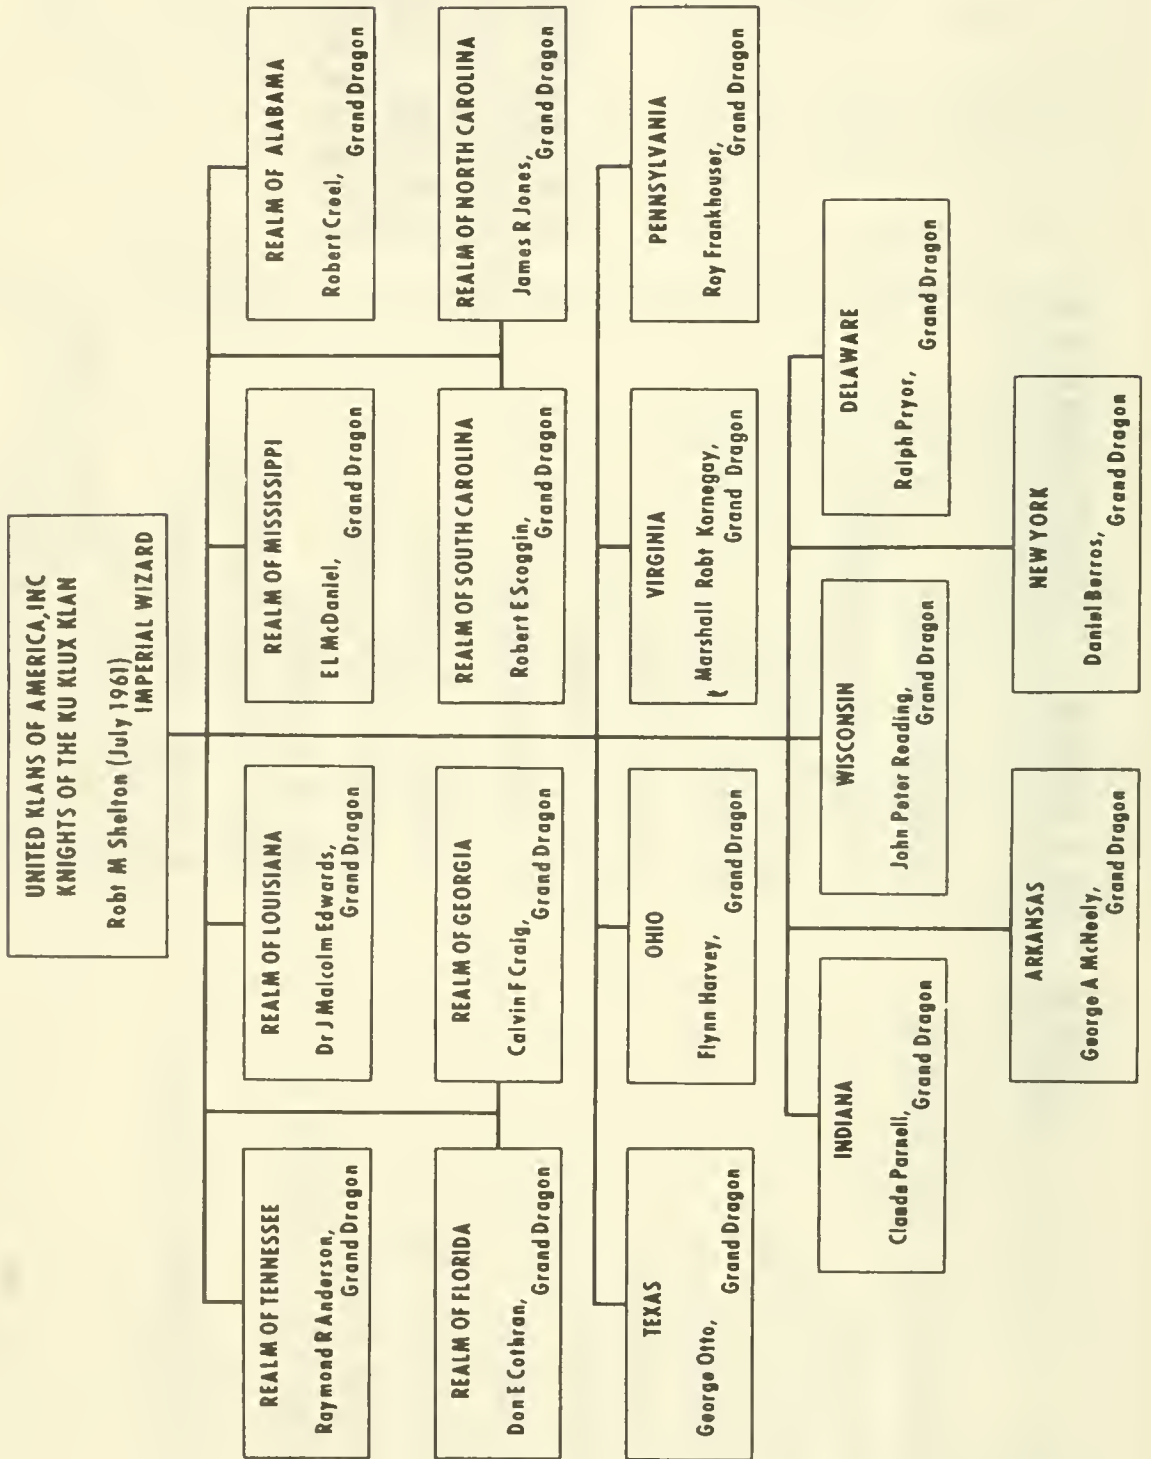 UNITED KLANS OF AMERICA, INC
KNIGHTS OF THE KU KLUX KLAN
Robt M Shelton (July 1961)
IMPERIAL WIZARD
REALM OF TENNESSEE
Raymond R Anderson,
Grand Dragon
REALM OF LOUISIANA
Dr J Malcolm Edwards,
Grand Dragon
REALM OF MISSISSIPPI
E L McDaniel,
Grand Dragon
REALM OF ALABAMA
Robert Creel,
Grand Dragon
REALM OF FLORIDA
Don E Cothran,
Grand Dragon
REALM OF GEORGIA
Calvin F Craig,
Grand Dragon
REALM OF SOUTH CAROLINA
Robert E Scoggin,
Grand Dragon
REALM OF NORTH CAROLINA
James R Jones,
Grand Dragon
TEXAS
George Otto,
Grand Dragon
OHIO
Flynn Harvey,
Grand Dragon
VIRGINIA
Marshall Robt Kornegay,
Grand Dragon
PENNSYLVANIA
Roy Frankhouser,
Grand Dragon
INDIANA
Claude Parnell,
Grand Dragon
WISCONSIN
John Peter Reading,
Grand Dragon
DELAWARE
Ralph Pryor,
Grand Dragon
ARKANSAS
George A McNeely,
Grand Dragon
NEW YORK
Daniel Burros,
Grand Dragon